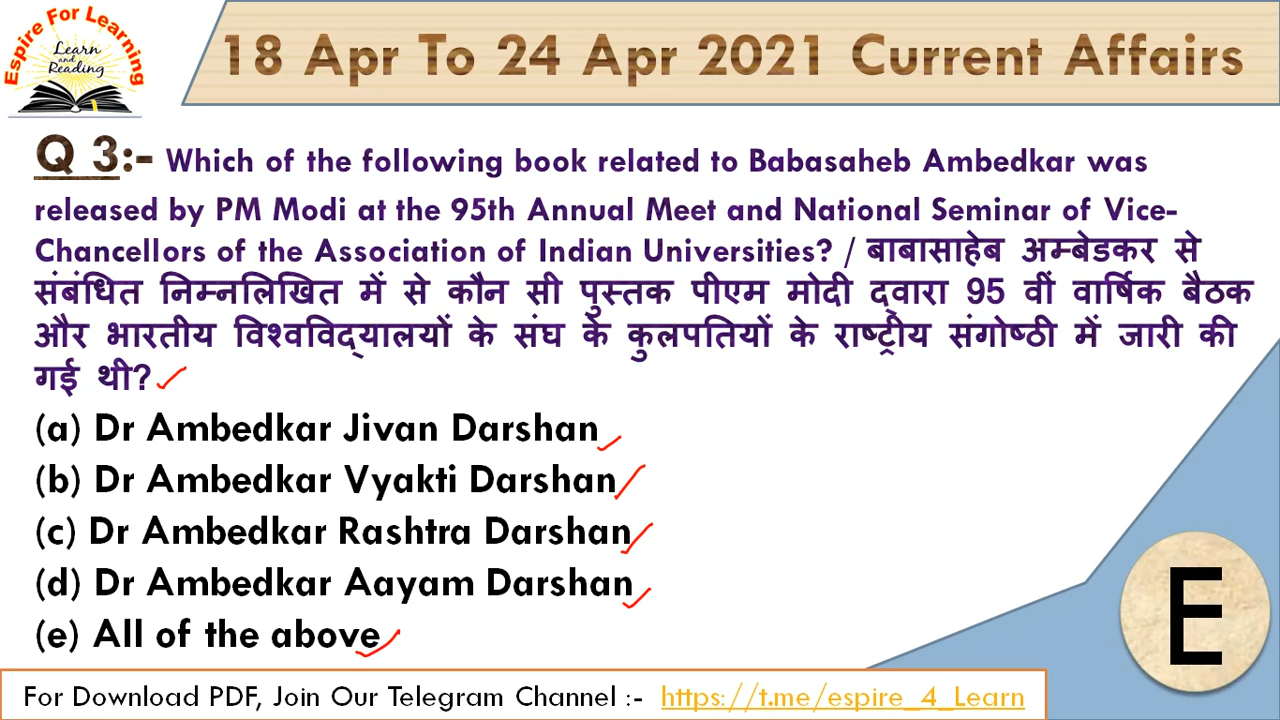 Espire For Learning
Learn
and
Reading
18 Apr To 24 Apr 2021 Current Affairs
Q 3:- Which of the following book related to Babasaheb Ambedkar was
released by PM Modi at the 95th Annual Meet and National Seminar of Vice-
Chancellors of the Association of Indian Universities? / बाबासाहेब अम्बेडकर से
संबंधित निम्नलिखित में से कौन सी पुस्तक पीएम मोदी द्वारा 95 वीं वार्षिक बैठक
और भारतीय विश्वविद्यालयों के संघ के कुलपतियों के राष्ट्रीय संगोष्ठी में जारी की
गई थी?
(a) Dr Ambedkar Jivan Darshan
(b) Dr Ambedkar Vyakti Darshan
(c) Dr Ambedkar Rashtra Darshan
(d) Dr Ambedkar Aayam Darshan
(e) All of the above
E
For Download PDF, Join Our Telegram Channel :- https://t.me/espire_4_Learn